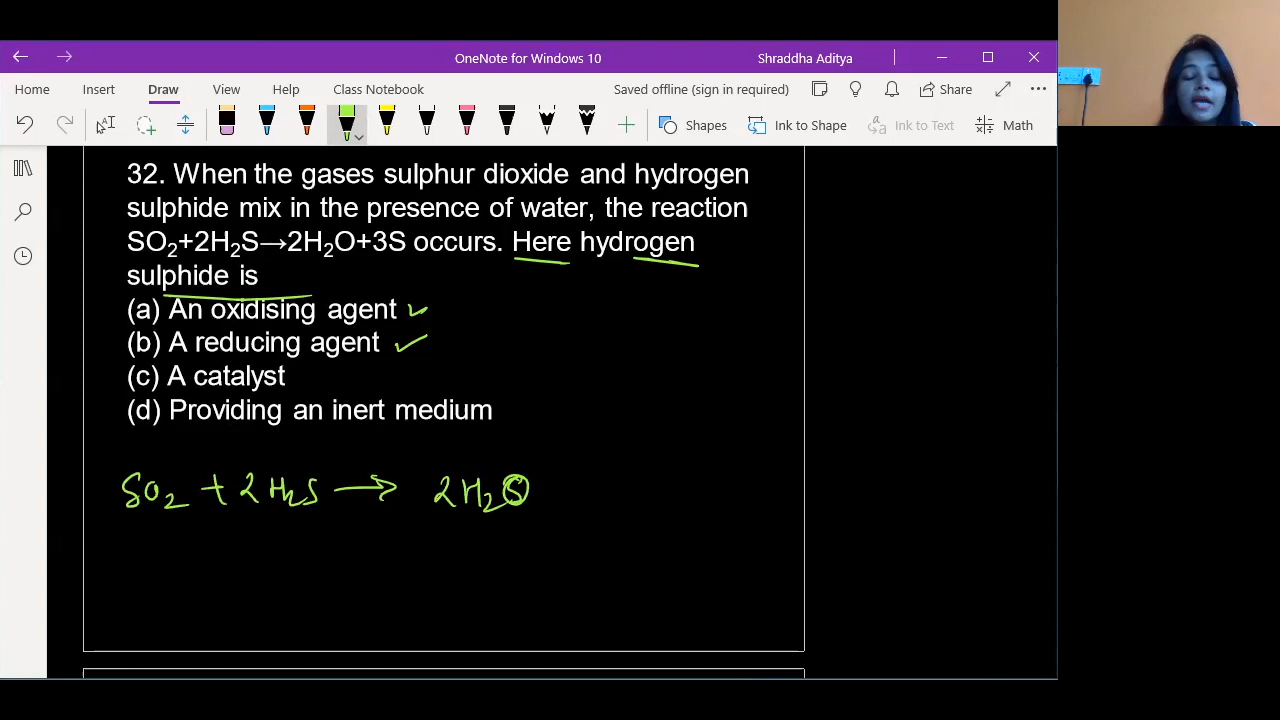 OneNote for Windows 10
Shraddha Aditya
Home Insert Draw View Help Class Notebook Saved offline (sign in required) Share
Shapes Ink to Shape Ink to Text Math
32. When the gases sulphur dioxide and hydrogen
sulphide mix in the presence of water, the reaction
SO₂+2H₂S→2H₂O+3S occurs. Here hydrogen
sulphide is
(a) An oxidising agent ✓
(b) A reducing agent ✓
(c) A catalyst
(d) Providing an inert medium
SO₂ + 2H₂S → 2H₂O